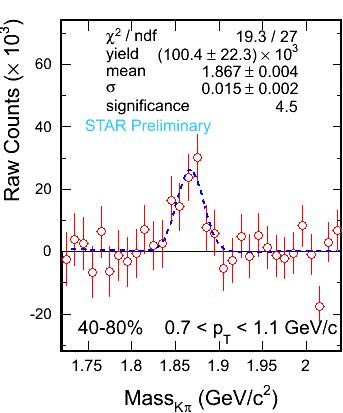 χ² / ndf 19.3 / 27
yield (100.4 ± 22.3) × 10³
mean 1.867 ± 0.004
σ 0.015 ± 0.002
significance 4.5
STAR Preliminary
Raw Counts (× 10³)
60
40
20
0
-20
40-80% 0.7 < p_T < 1.1 GeV/c
1.75 1.8 1.85 1.9 1.95 2
Mass_Kπ (GeV/c²)